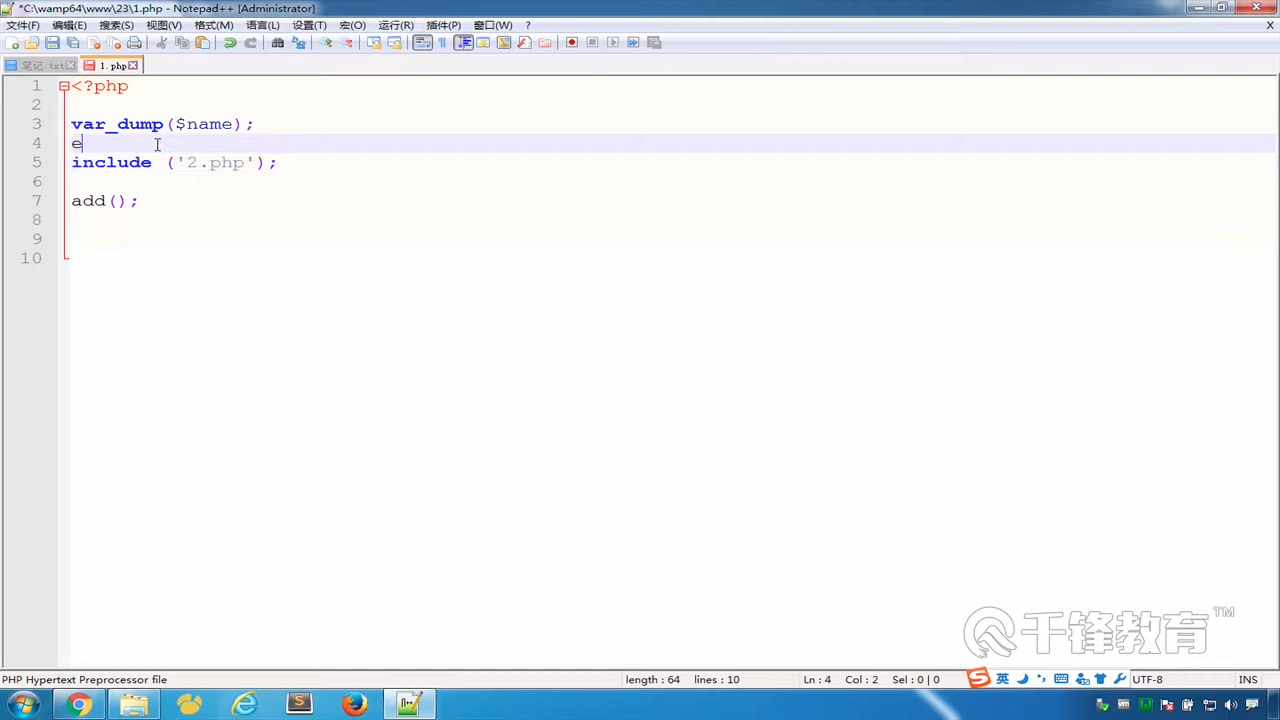 *C:\wamp64\www\23\1.php - Notepad++ [Administrator]
文件(F) 编辑(E) 搜索(S) 视图(V) 格式(M) 语言(L) 设置(T) 宏(O) 运行(R) 插件(P) 窗口(W) ? X
笔记 txt 1.php
1 <?php
2
3 var_dump($name);
4 e
5 include ('2.php');
6
7 add();
8
9
10
千锋教育™
PHP Hypertext Preprocessor file length : 64 lines : 10 Ln : 4 Col : 2 Sel : 0 | 0 英 UTF-8 INS